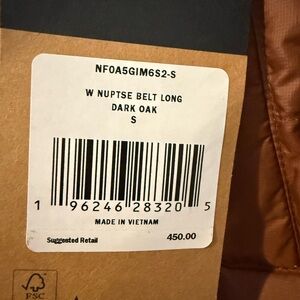 NF0A5GIM6S2-S
W NUPTSE BELT LONG
DARK OAK
S
1 96246 28320 5
MADE IN VIETNAM
Suggested Retail 450.00
FSC